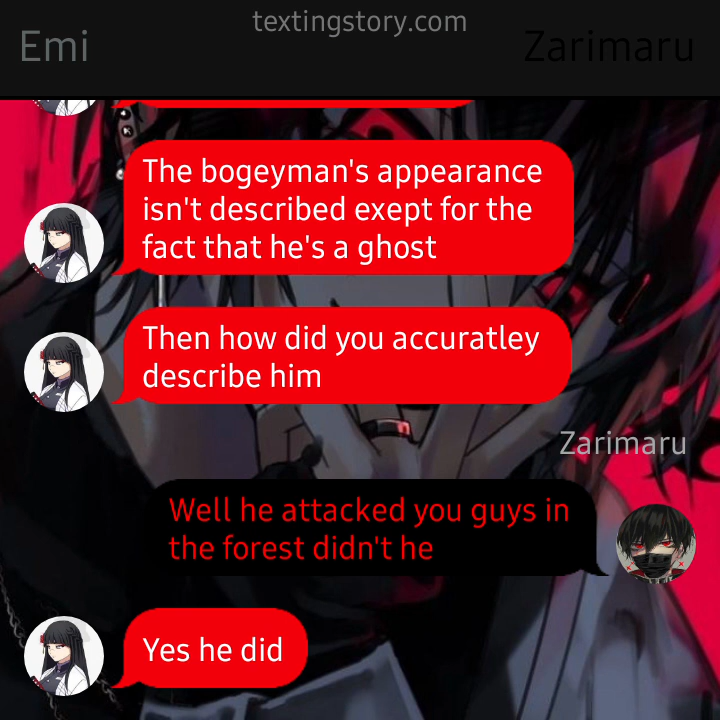 textingstory.com
Emi
Zarimaru
The bogeyman's appearance
isn't described exept for the
fact that he's a ghost
Then how did you accuratley
describe him
Zarimaru
Well he attacked you guys in
the forest didn't he
Yes he did